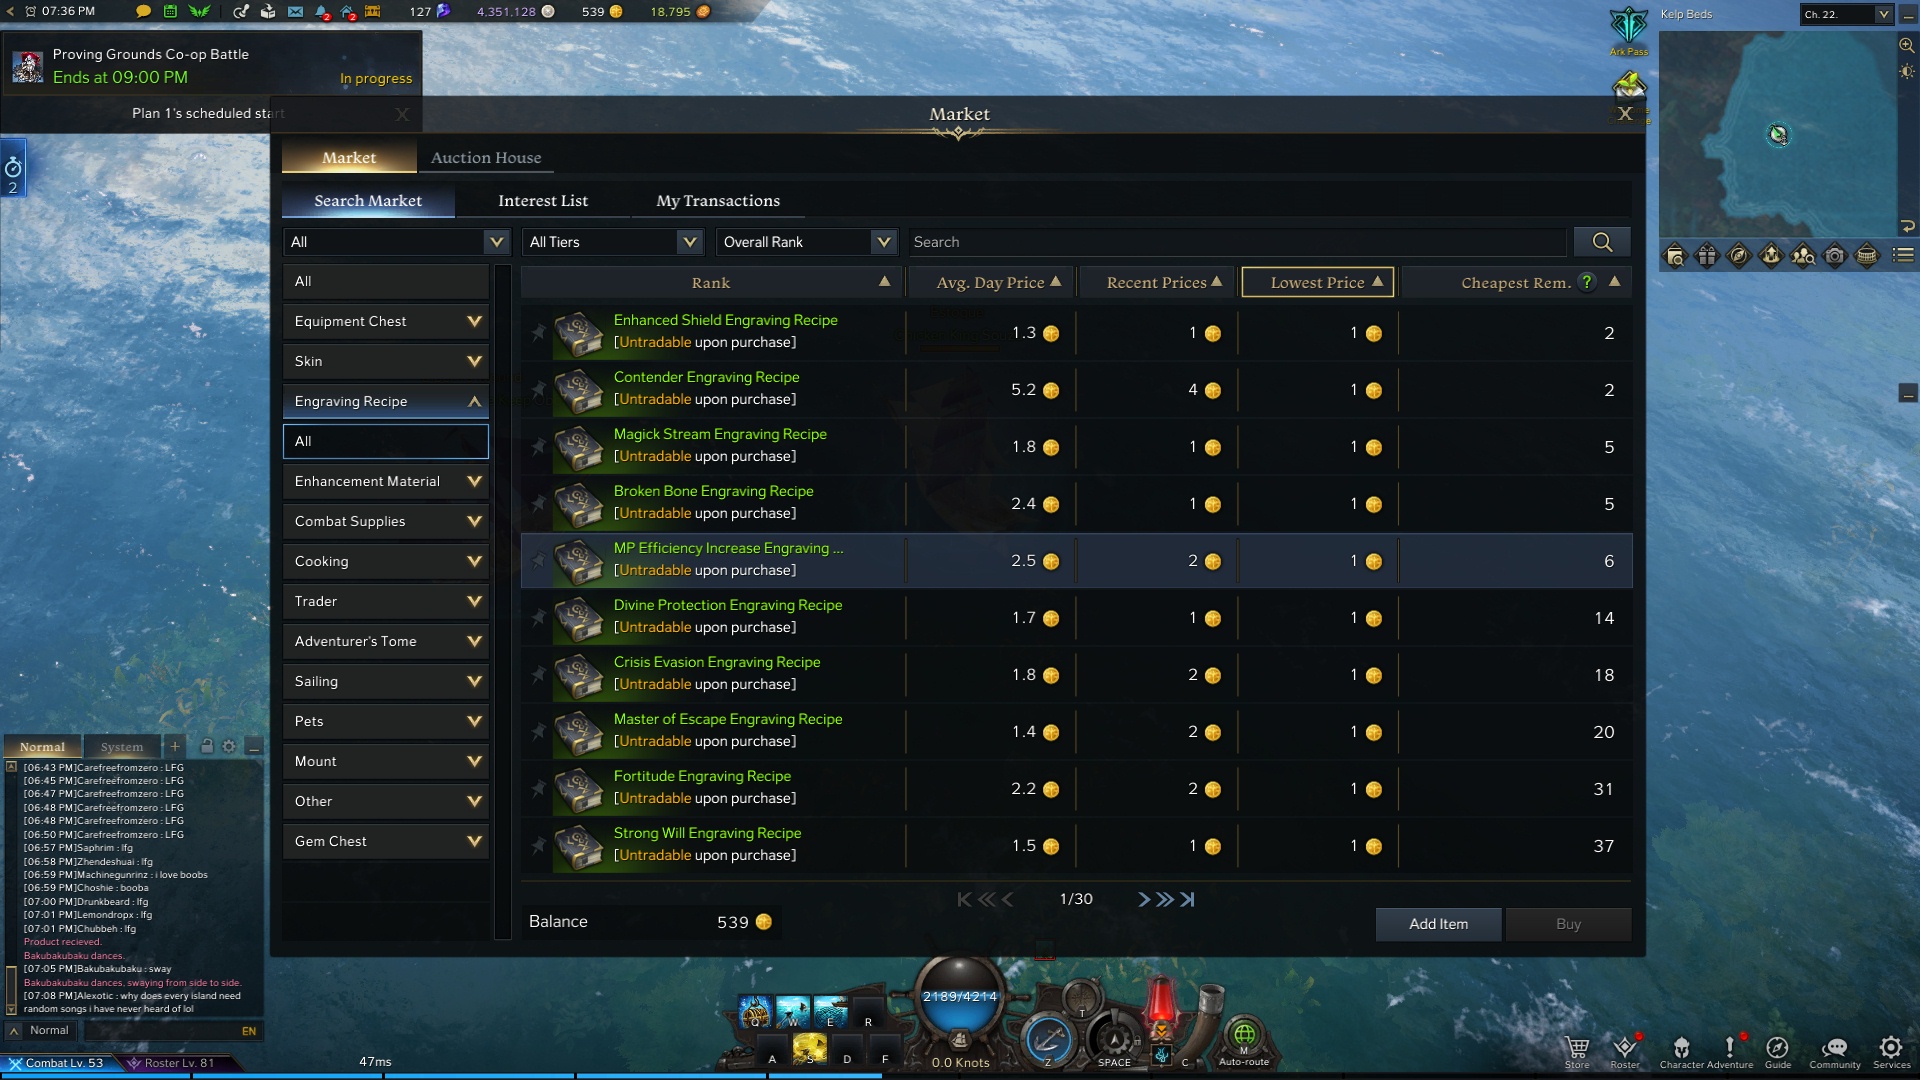 07:36 PM
2
2
127
4,351,128
539
18,795
Proving Grounds Co-op Battle
Ends at 09:00 PM
In progress
Plan 1's scheduled start
X
2
Ark Pass
Kelp Beds
Ch. 22.
Market
X
Market
Auction House
Search Market
Interest List
My Transactions
All
All Tiers
Overall Rank
Search
All
Equipment Chest
Skin
Engraving Recipe
All
Enhancement Material
Combat Supplies
Cooking
Trader
Adventurer's Tome
Sailing
Pets
Mount
Other
Gem Chest
Rank
Avg. Day Price
Recent Prices
Lowest Price
Cheapest Rem. ?
Enhanced Shield Engraving Recipe
[Untradable upon purchase]
1.3
1
1
2
Contender Engraving Recipe
[Untradable upon purchase]
5.2
4
1
2
Magick Stream Engraving Recipe
[Untradable upon purchase]
1.8
1
1
5
Broken Bone Engraving Recipe
[Untradable upon purchase]
2.4
1
1
5
MP Efficiency Increase Engraving ...
[Untradable upon purchase]
2.5
2
1
6
Divine Protection Engraving Recipe
[Untradable upon purchase]
1.7
1
1
14
Crisis Evasion Engraving Recipe
[Untradable upon purchase]
1.8
2
1
18
Master of Escape Engraving Recipe
[Untradable upon purchase]
1.4
2
1
20
Fortitude Engraving Recipe
[Untradable upon purchase]
2.2
2
1
31
Strong Will Engraving Recipe
[Untradable upon purchase]
1.5
1
1
37
1/30
Balance
539
Add Item
Buy
Normal
System
+
[06:43 PM]Carefreefromzero : LFG
[06:45 PM]Carefreefromzero : LFG
[06:47 PM]Carefreefromzero : LFG
[06:48 PM]Carefreefromzero : LFG
[06:48 PM]Carefreefromzero : LFG
[06:50 PM]Carefreefromzero : LFG
[06:57 PM]Saphrim : lfg
[06:58 PM]Zhendeshuai : lfg
[06:59 PM]Machinegunrinz : i love boobs
[06:59 PM]Choshie : booba
[07:00 PM]Drunkbeard : lfg
[07:01 PM]Lemondropx : lfg
[07:01 PM]Chubbeh : lfg
Product recieved.
Bakubakubaku dances.
[07:05 PM]Bakubakubaku : sway
Bakubakubaku dances, swaying from side to side.
[07:08 PM]Alexotic : why does every island need
random songs i have never heard of lol
Normal
EN
Combat Lv. 53
Roster Lv. 81
47ms
Q
W
E
R
A
S
D
F
2189/4214
0.0 Knots
Z
T
SPACE
C
M
Auto-route
Store
Roster
Character
Adventure
Guide
Community
Services